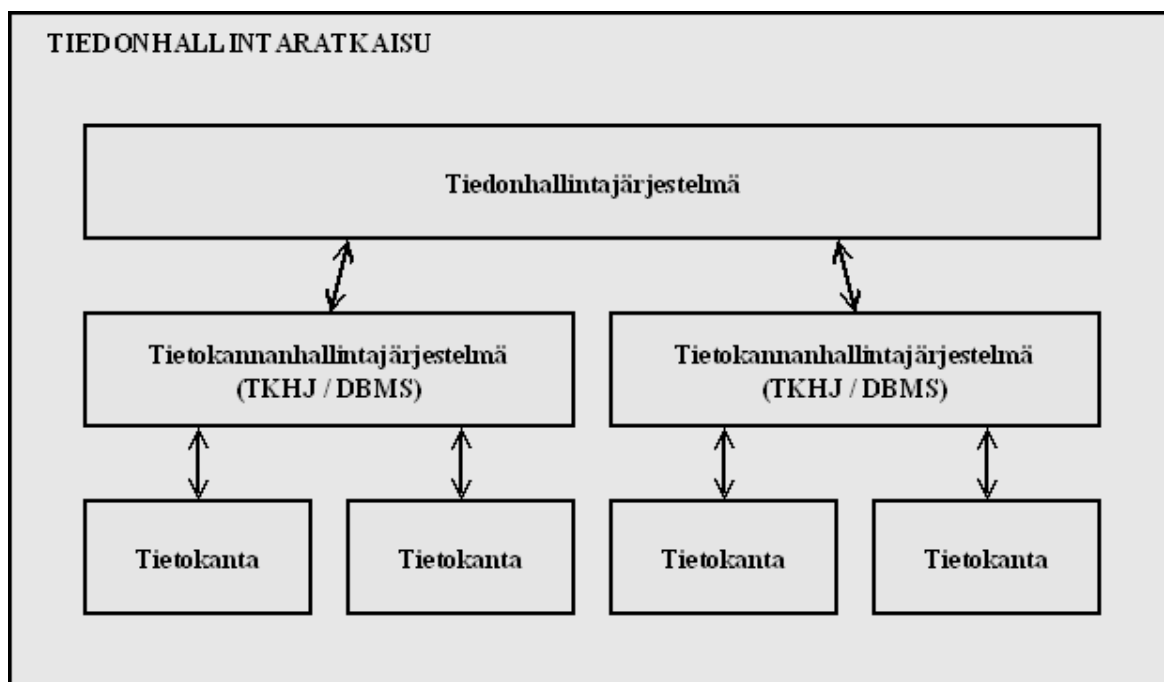 TIEDONHALLINTARATKAISU
Tiedonhallintajärjestelmä
Tietokannanhallintajärjestelmä
(TKHJ / DBMS)
Tietokannanhallintajärjestelmä
(TKHJ / DBMS)
Tietokanta
Tietokanta
Tietokanta
Tietokanta